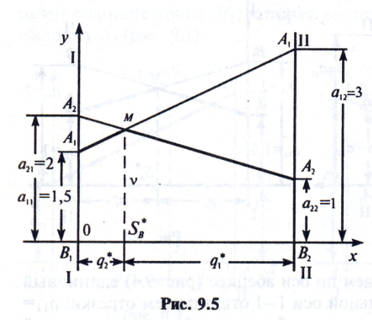 y
I
A₁
II
A₂
M
A₁
A₂
a₁₂=3
a₂₁=2
a₁₁=1,5
a₂₂=1
ν
0
S*_B
x
B₁
B₂
q₂*
q₁*
I
II
Рис. 9.5